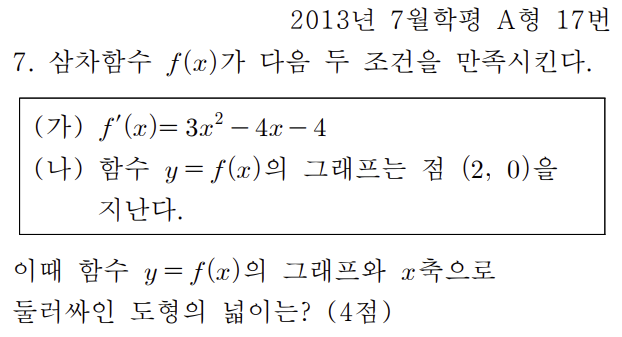 2013년 7월학평 A형 17번
7. 삼차함수 f(x)가 다음 두 조건을 만족시킨다.
(가) f′(x)= 3x² − 4x − 4
(나) 함수 y = f(x)의 그래프는 점 (2, 0)을
지난다.
이때 함수 y = f(x)의 그래프와 x축으로
둘러싸인 도형의 넓이는? (4점)